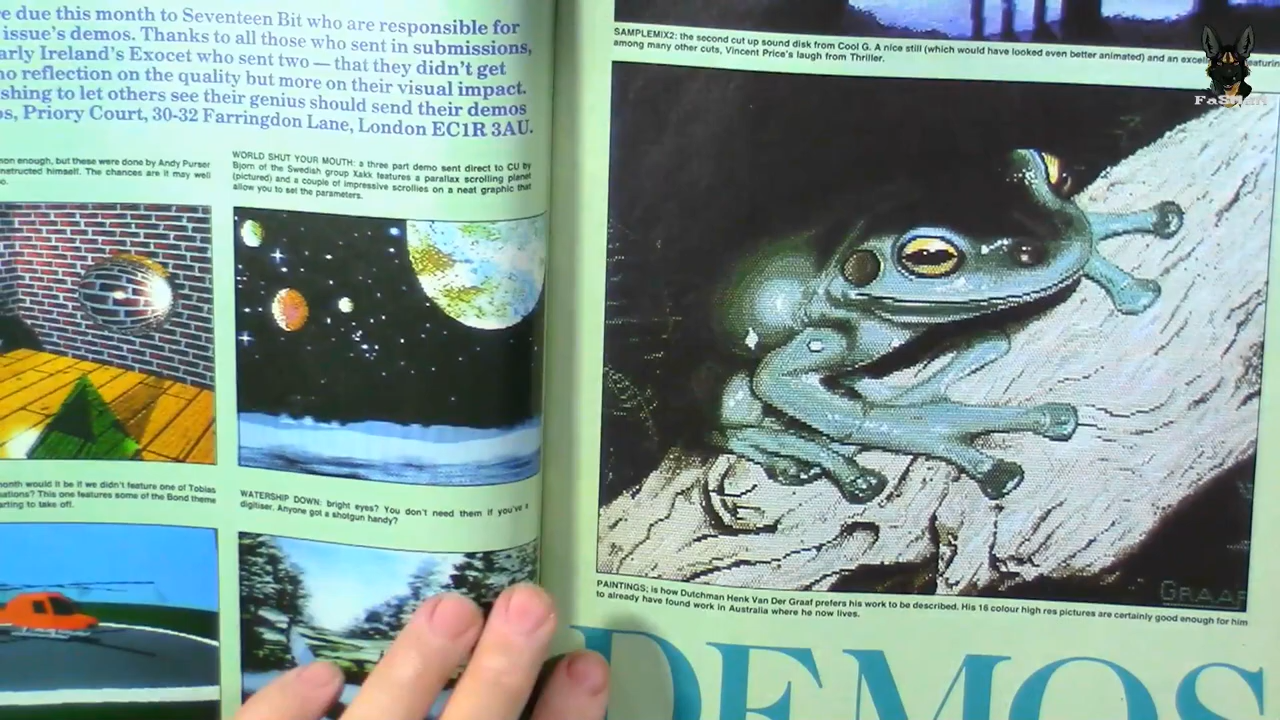 e due this month to Seventeen Bit who are responsible for
issue's demos. Thanks to all those who sent in submissions,
arly Ireland's Exocet who sent two — that they didn't get
no reflection on the quality but more on their visual impact.
shing to let others see their genius should send their demos
os, Priory Court, 30-32 Farringdon Lane, London EC1R 3AU.
son enough, but these were done by Andy Purser
nstructed himself. The chances are it may well
o.
WORLD SHUT YOUR MOUTH: a three part demo sent direct to CU by
Bjorn of the Swedish group Xakk features a parallax scrolling planet
(pictured) and a couple of impressive scrollies on a neat graphic that
allow you to set the parameters.
month would it be if we didn't feature one of Tobias
ations? This one features some of the Bond theme
arting to take off.
WATERSHIP DOWN: bright eyes? You don't need them if you've a
digitiser. Anyone got a shotgun handy?
SAMPLEMIX2: the second cut up sound disk from Cool G. A nice still (which would have looked even better animated) and an
among many other cuts, Vincent Price's laugh from Thriller.
GRAAF
PAINTINGS; is how Dutchman Henk Van Der Graaf prefers his work to be described. His 16 colour high res pictures are certainly good enough for him
to already have found work in Australia where he now lives.
DEMOS